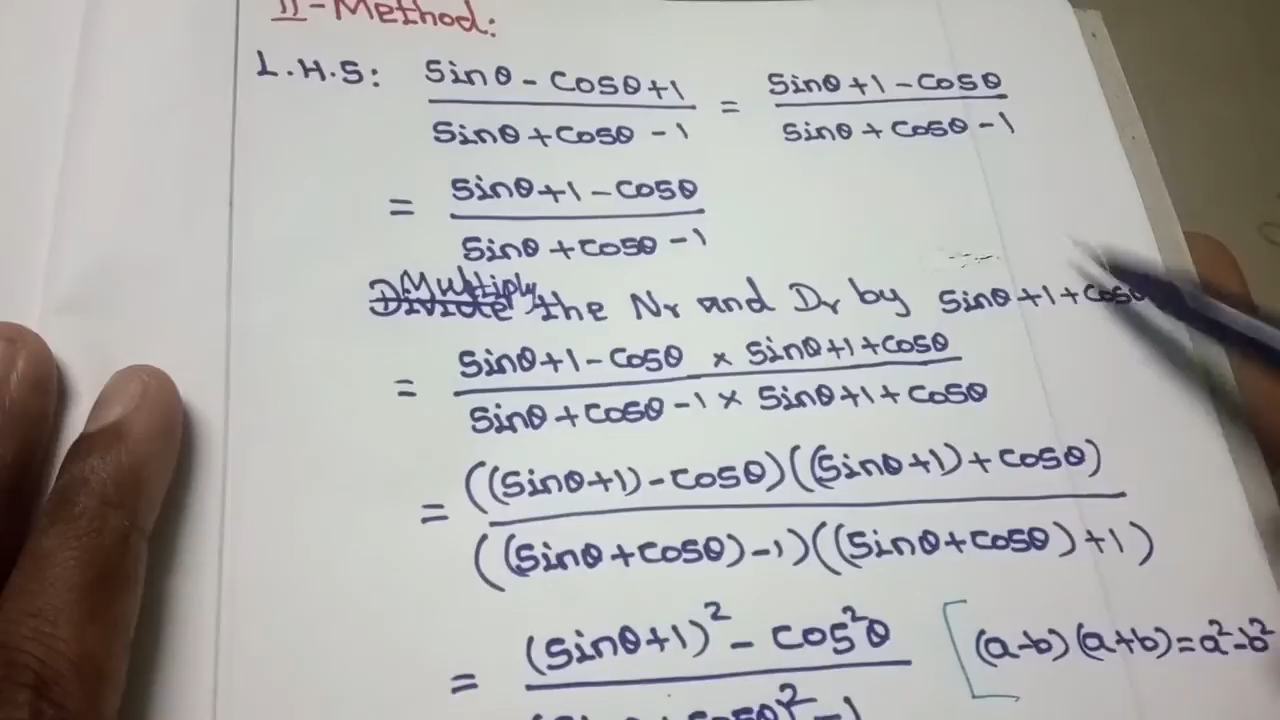 II-Method:
L.H.S: Sinθ - Cosθ+1 / Sinθ + Cosθ - 1 = Sinθ+1 - Cosθ / Sinθ + Cosθ - 1
= Sinθ+1 - Cosθ / Sinθ + Cosθ - 1
Multiply
Divide the Nr and Dr by Sinθ+1+Cosθ
= Sinθ+1 - Cosθ × Sinθ+1+Cosθ / Sinθ + Cosθ - 1 × Sinθ+1 + Cosθ
= ((Sinθ+1) - Cosθ)((Sinθ+1) + Cosθ) / ((Sinθ + Cosθ) - 1)((Sinθ + Cosθ) + 1)
= (Sinθ+1)² - Cos²θ [(a-b)(a+b) = a²-b²